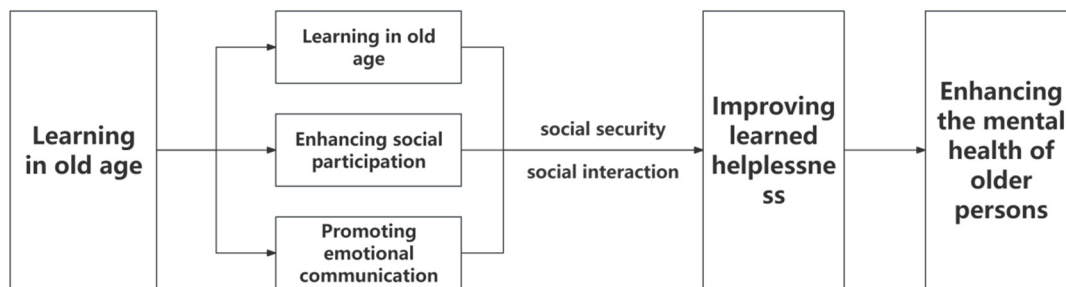 Learning
in old age
Learning in old
age
Enhancing social
participation
Promoting
emotional
communication
social security
social interaction
Improving
learned
helplessne
ss
Enhancing
the mental
health of
older
persons